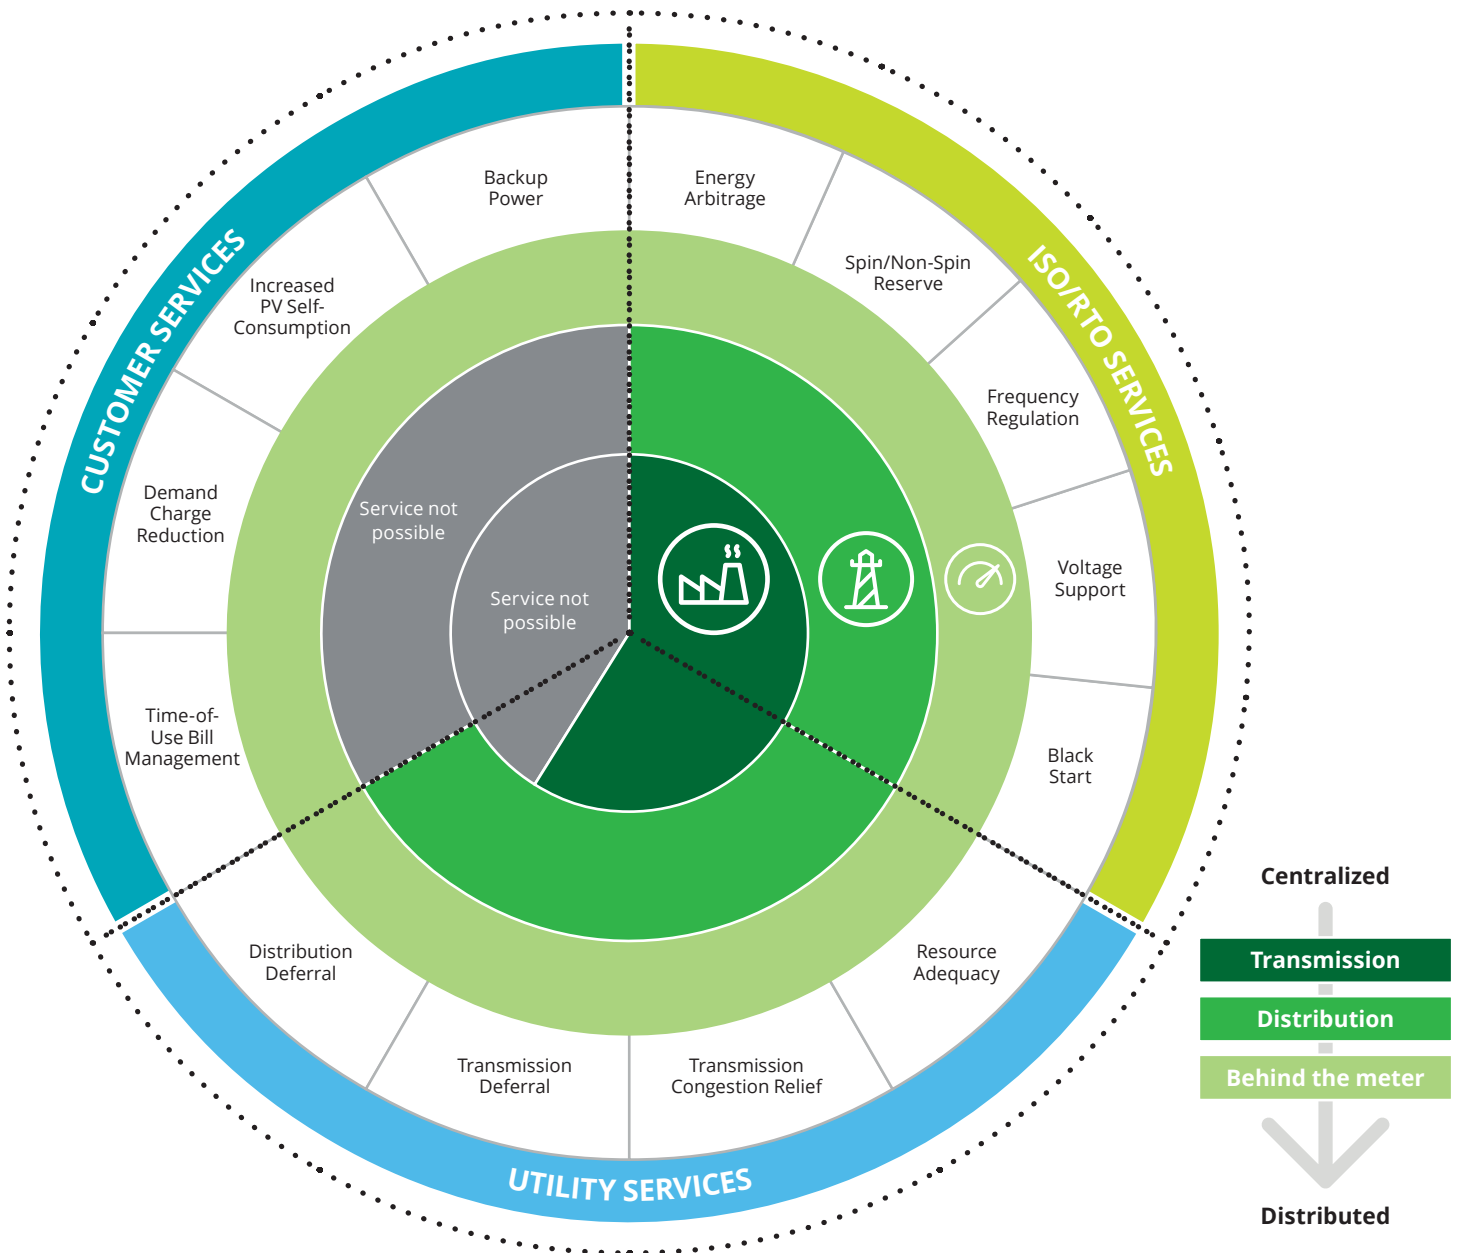 CUSTOMER SERVICES
ISO/RTO SERVICES
UTILITY SERVICES
Backup
Power
Energy
Arbitrage
Spin/Non-Spin
Reserve
Frequency
Regulation
Voltage
Support
Black
Start
Resource
Adequacy
Transmission
Congestion Relief
Transmission
Deferral
Distribution
Deferral
Time-of-
Use Bill
Management
Demand
Charge
Reduction
Increased
PV Self-
Consumption
Service not
possible
Service not
possible
Centralized
Transmission
Distribution
Behind the meter
Distributed